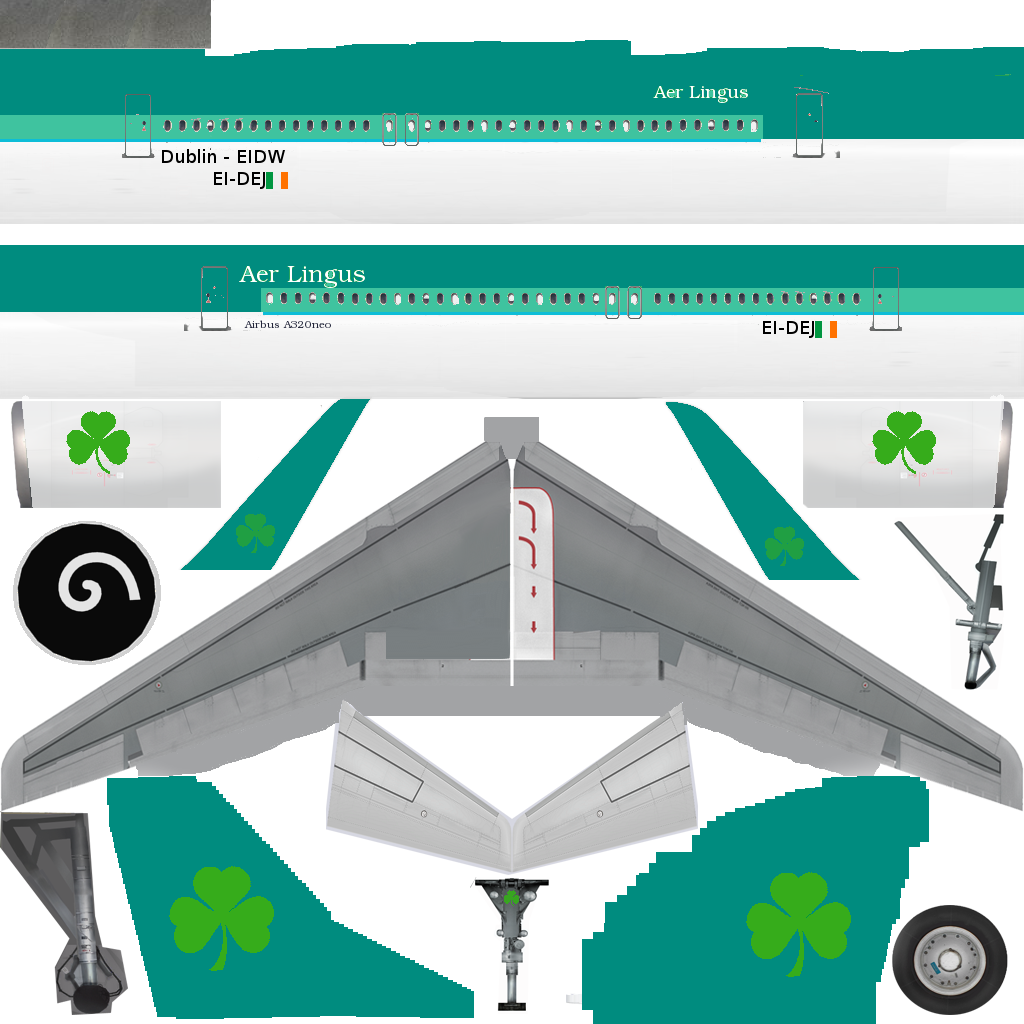 Aer Lingus
Dublin - EIDW
EI-DEJ
Aer Lingus
Airbus A320neo
EI-DEJ